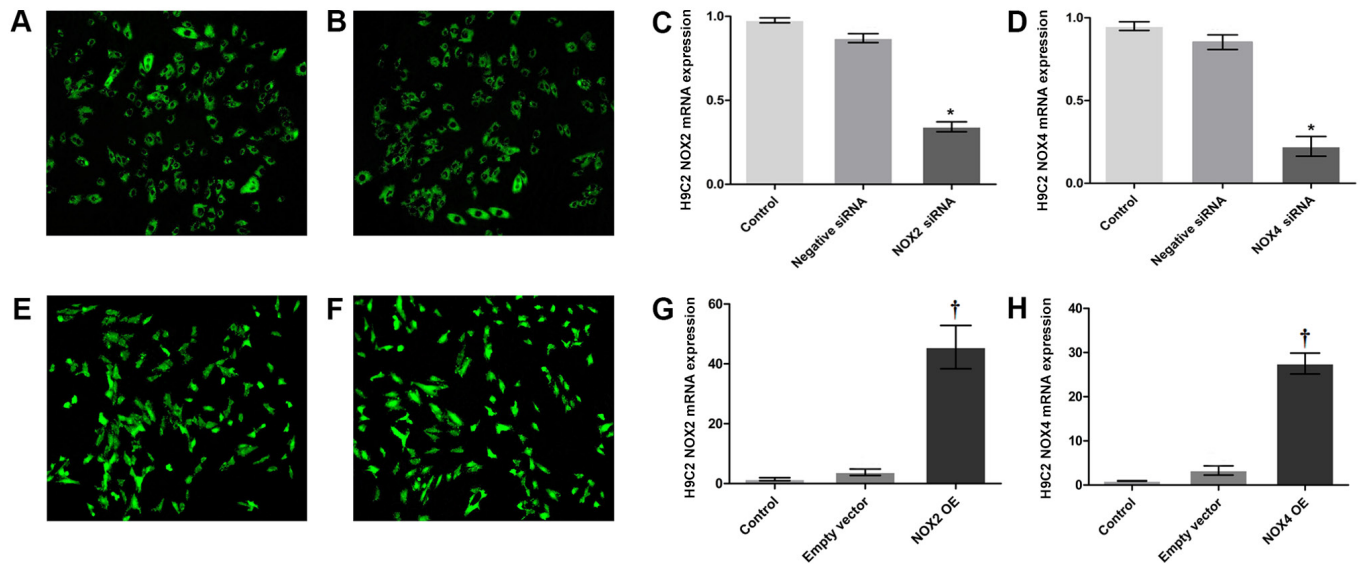 A
B
C
H9C2 NOX2 mRNA expression
1.0
0.5
0.0
*
Control
Negative siRNA
NOX2 siRNA
D
H9C2 NOX4 mRNA expression
1.0
0.5
0.0
*
Control
Negative siRNA
NOX4 siRNA
E
F
G
H9C2 NOX2 mRNA expression
60
40
20
0
†
Control
Empty vector
NOX2 OE
H
H9C2 NOX4 mRNA expression
40
30
20
10
0
†
Control
Empty vector
NOX4 OE